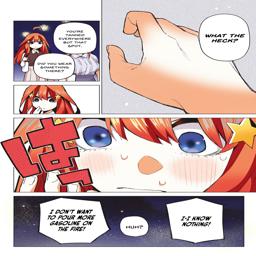 YOU'RE
TANNED
EVERYWHERE
BUT THAT
SPOT.
DID YOU WEAR
SOMETHING
THERE?
WHAT THE
HECK?
は
I DON'T WANT
TO POUR MORE
GASOLINE ON
THE FIRE!
HUH?
I-I KNOW
NOTHING!